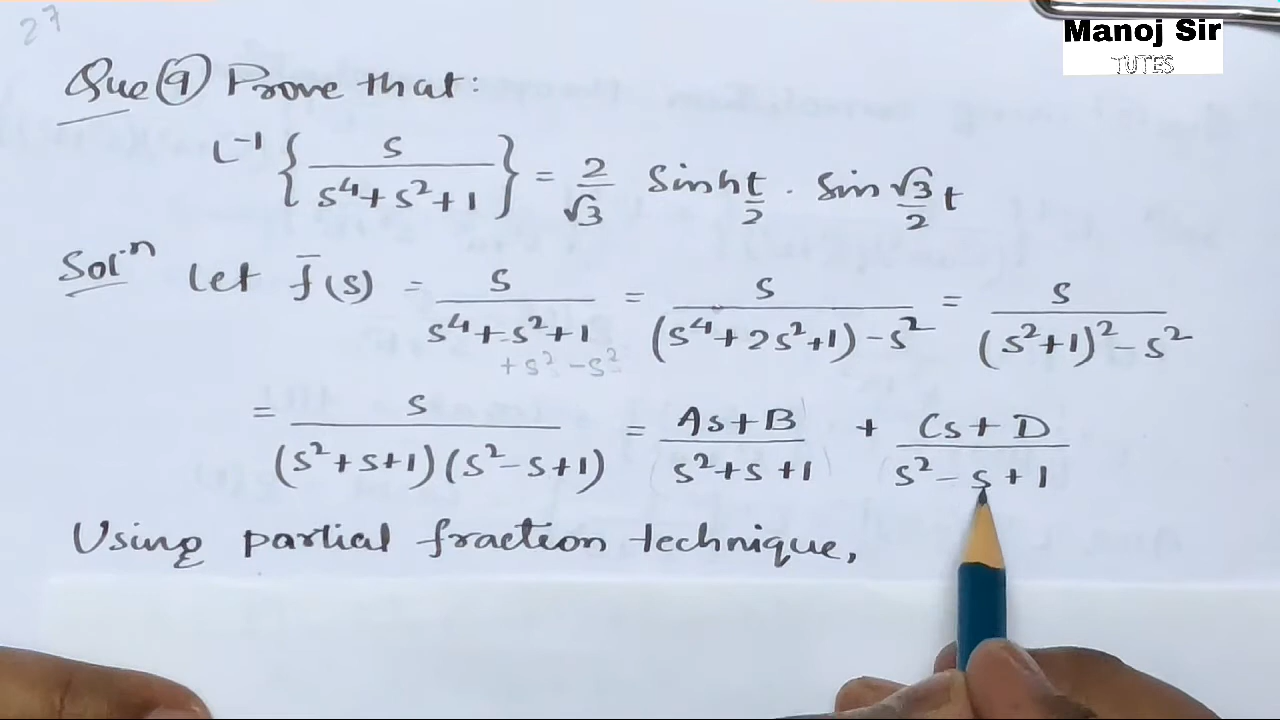 27
Manoj Sir
TUTES
Que (9) Prove that:
L⁻¹ { s / (s⁴+s²+1) } = 2/√3 Sinh t/2 . Sin √3/2 t
Solⁿ Let f̄(s) = s / (s⁴+s²+1) = s / ((s⁴+2s²+1)-s²) = s / ((s²+1)²-s²)
+s²-s²
= s / ((s²+s+1)(s²-s+1)) = (As+B) / (s²+s+1) + (Cs+D) / (s²-s+1)
Using partial fraction technique,